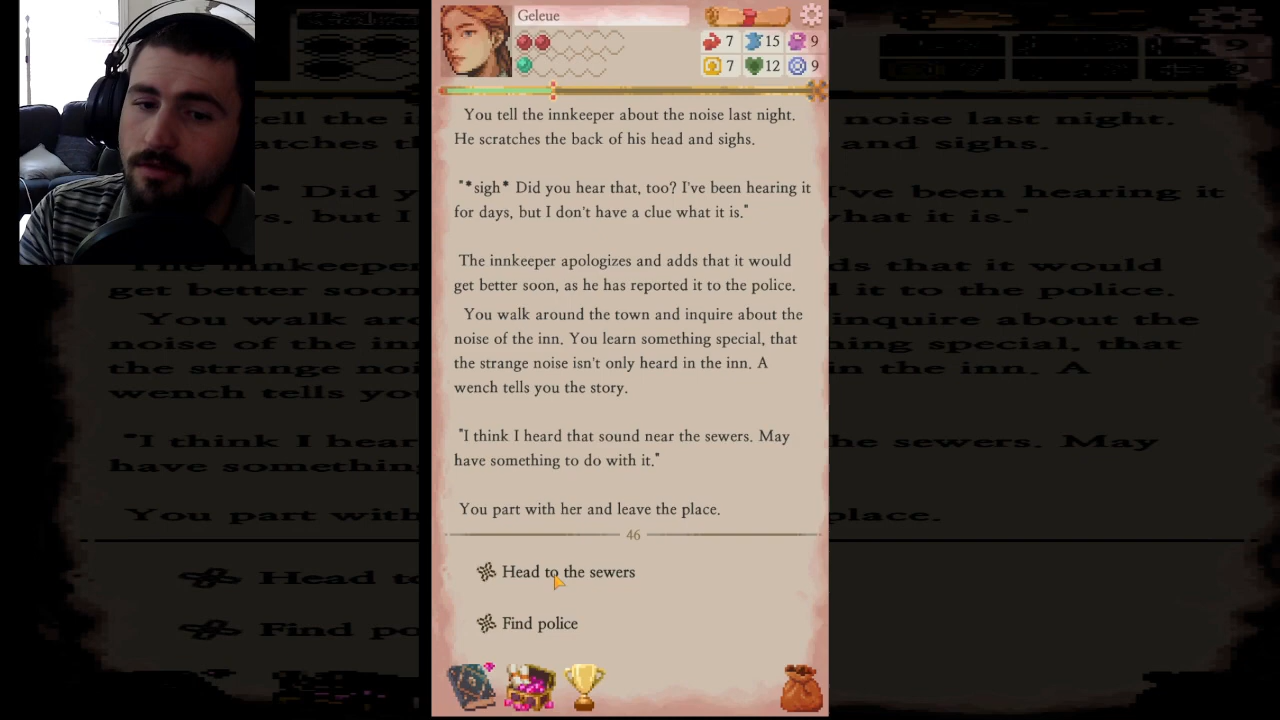 Geleue
7 15 9
7 12 9
You tell the innkeeper about the noise last night.
He scratches the back of his head and sighs.
"*sigh* Did you hear that, too? I've been hearing it
for days, but I don't have a clue what it is."
The innkeeper apologizes and adds that it would
get better soon, as he has reported it to the police.
You walk around the town and inquire about the
noise of the inn. You learn something special, that
the strange noise isn't only heard in the inn. A
wench tells you the story.
"I think I heard that sound near the sewers. May
have something to do with it."
You part with her and leave the place.
46
Head to the sewers
Find police